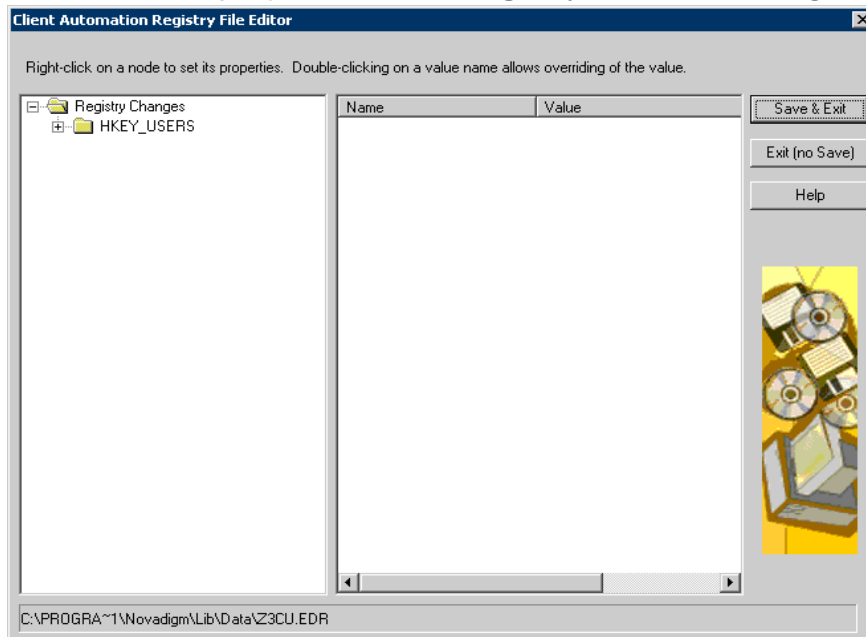 Client Automation Registry File Editor
Right-click on a node to set its properties. Double-clicking on a value name allows overriding of the value.
Registry Changes
HKEY_USERS
Name Value
Save & Exit
Exit (no Save)
Help
C:\PROGRA~1\Novadigm\Lib\Data\Z3CU.EDR